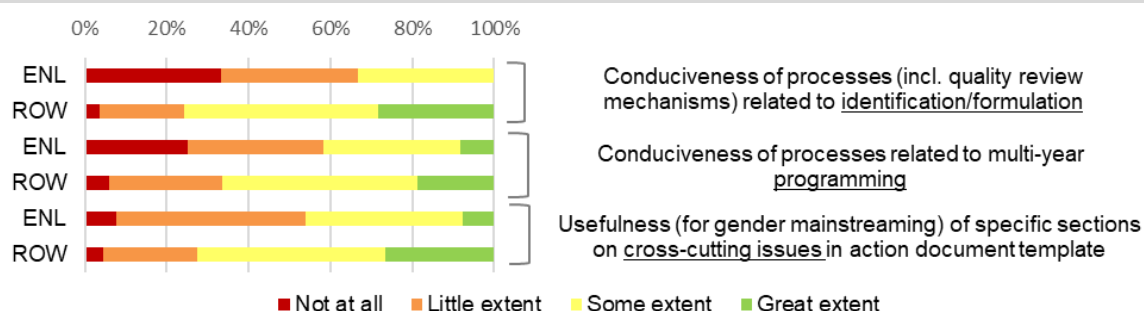 0% 20% 40% 60% 80% 100%
ENL
ROW
Conduciveness of processes (incl. quality review
mechanisms) related to identification/formulation
ENL
ROW
Conduciveness of processes related to multi-year
programming
ENL
ROW
Usefulness (for gender mainstreaming) of specific sections
on cross-cutting issues in action document template
Not at all Little extent Some extent Great extent